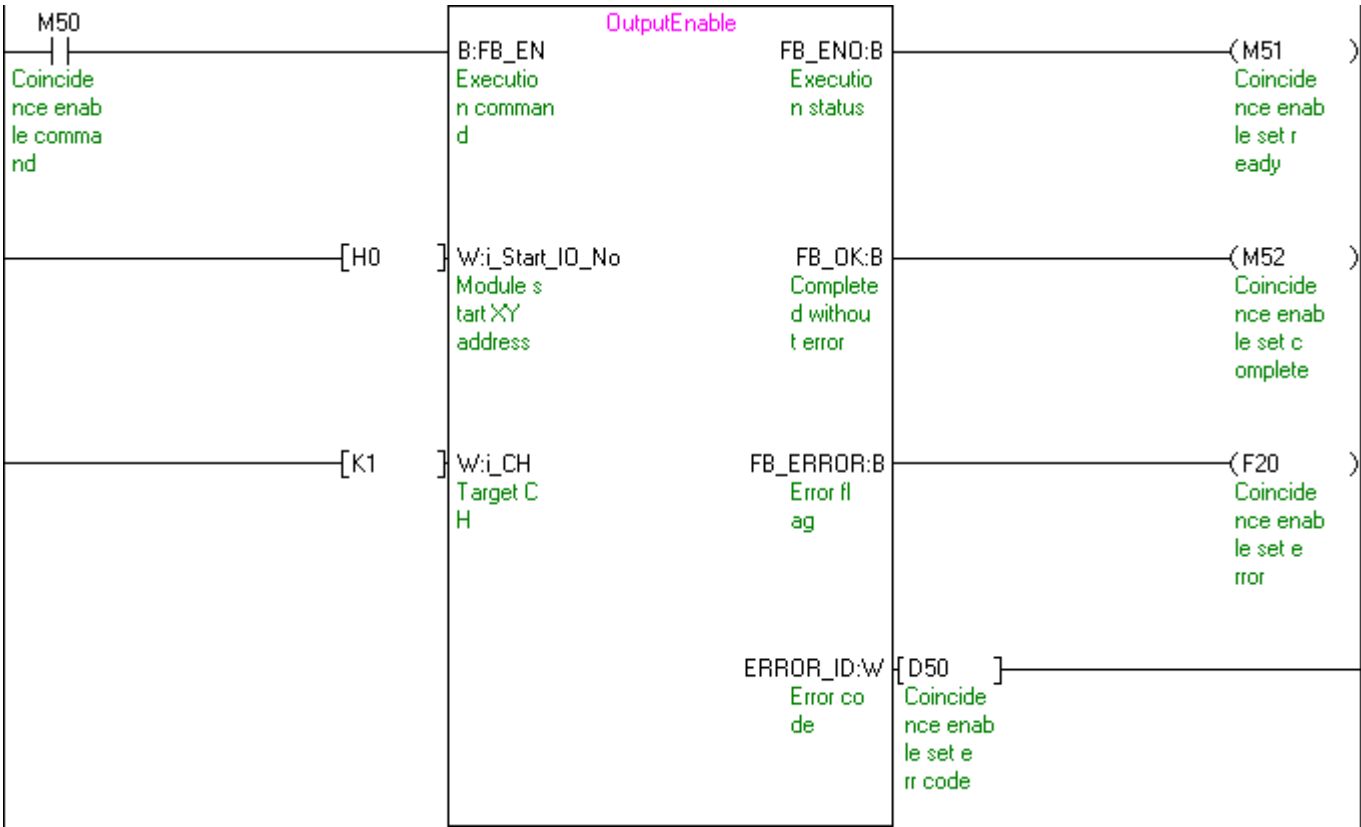 M50
Coincide
nce enab
le comma
nd
OutputEnable
B:FB_EN
Executio
n comman
d
FB_ENO:B
Executio
n status
(M51 )
Coincide
nce enab
le set r
eady
[H0 ]
W:i_Start_IO_No
Module s
tart XY
address
FB_OK:B
Complete
d withou
t error
(M52 )
Coincide
nce enab
le set c
omplete
[K1 ]
W:i_CH
Target C
H
FB_ERROR:B
Error fl
ag
(F20 )
Coincide
nce enab
le set e
rror
ERROR_ID:W
Error co
de
[D50 ]
Coincide
nce enab
le set e
rr code